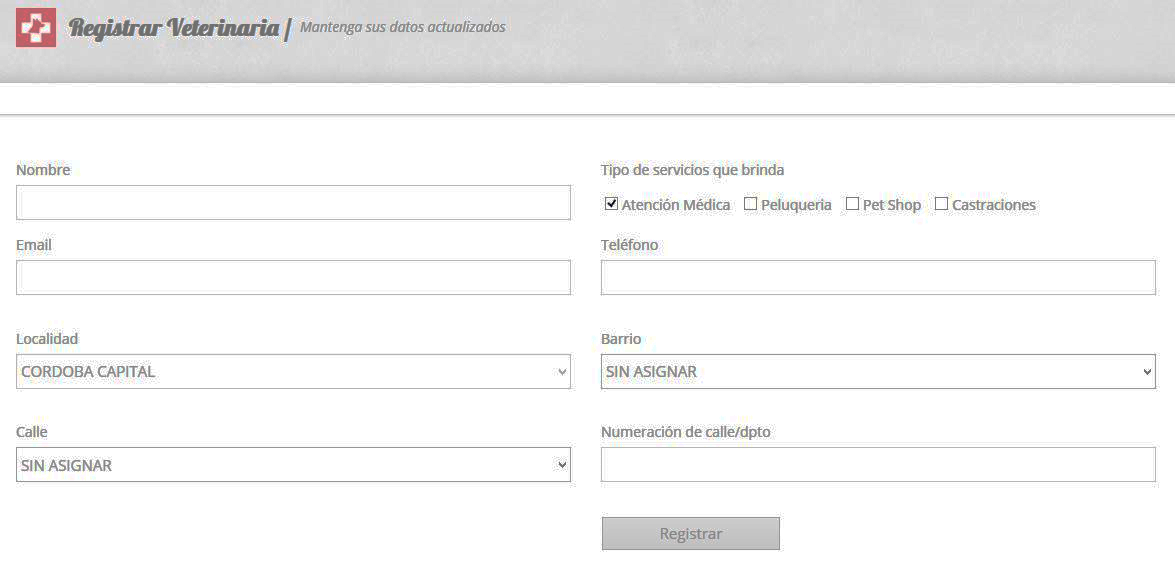 Registrar Veterinaria | Mantenga sus datos actualizados
Nombre
Tipo de servicios que brinda
Atención Médica Peluqueria Pet Shop Castraciones
Email
Teléfono
Localidad
Barrio
CORDOBA CAPITAL
SIN ASIGNAR
Calle
Numeración de calle/dpto
SIN ASIGNAR
Registrar